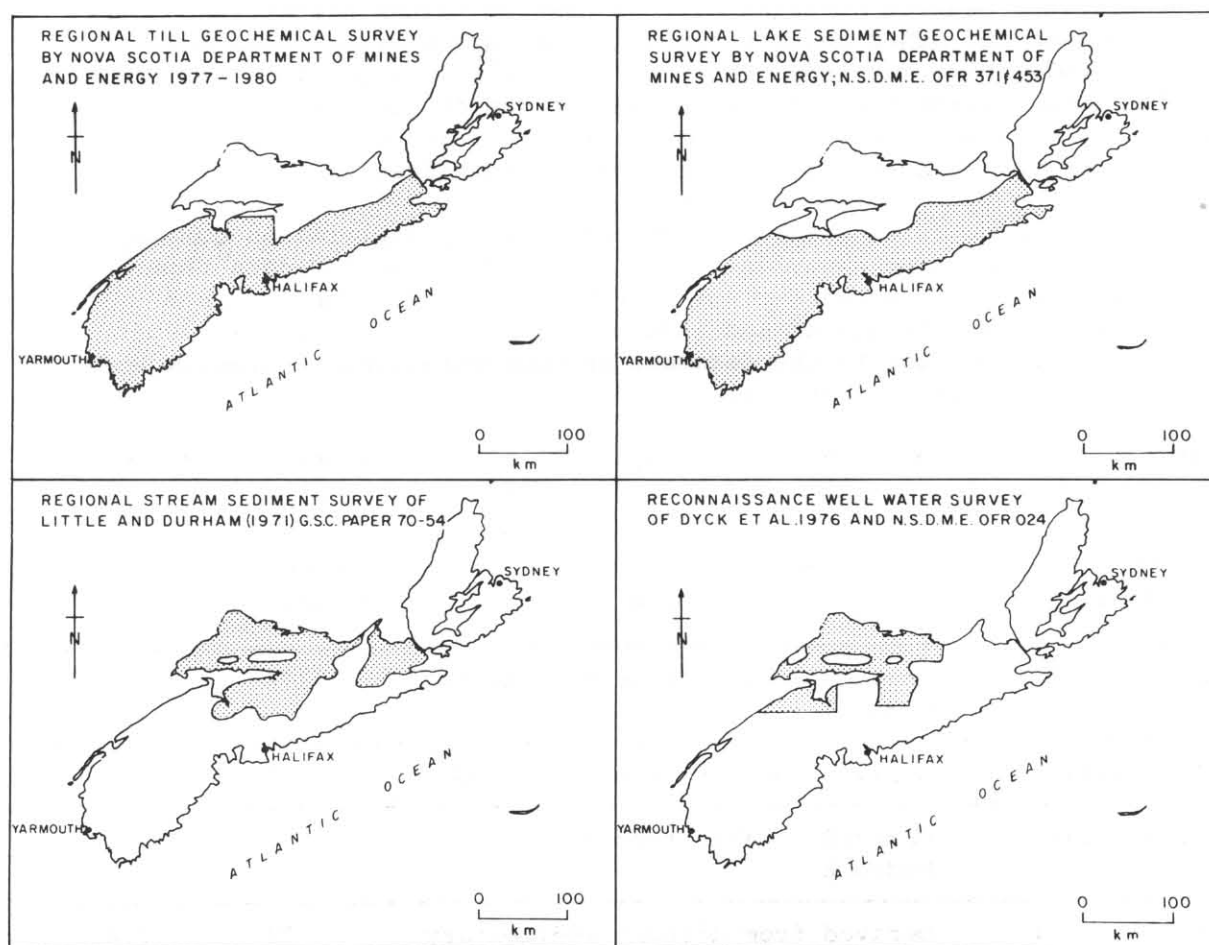 REGIONAL TILL GEOCHEMICAL SURVEY
BY NOVA SCOTIA DEPARTMENT OF MINES
AND ENERGY 1977-1980
N
SYDNEY
HALIFAX
YARMOUTH
ATLANTIC OCEAN
0 100
km
REGIONAL LAKE SEDIMENT GEOCHEMICAL
SURVEY BY NOVA SCOTIA DEPARTMENT OF
MINES AND ENERGY; N.S.D.M.E. OFR 371 & 453
N
SYDNEY
HALIFAX
YARMOUTH
ATLANTIC OCEAN
0 100
km
REGIONAL STREAM SEDIMENT SURVEY OF
LITTLE AND DURHAM (1971) G.S.C. PAPER 70-54
N
SYDNEY
HALIFAX
YARMOUTH
ATLANTIC OCEAN
0 100
km
RECONNAISSANCE WELL WATER SURVEY
OF DYCK ET AL. 1976 AND N.S.D.M.E. OFR 024
N
SYDNEY
HALIFAX
YARMOUTH
ATLANTIC OCEAN
0 100
km